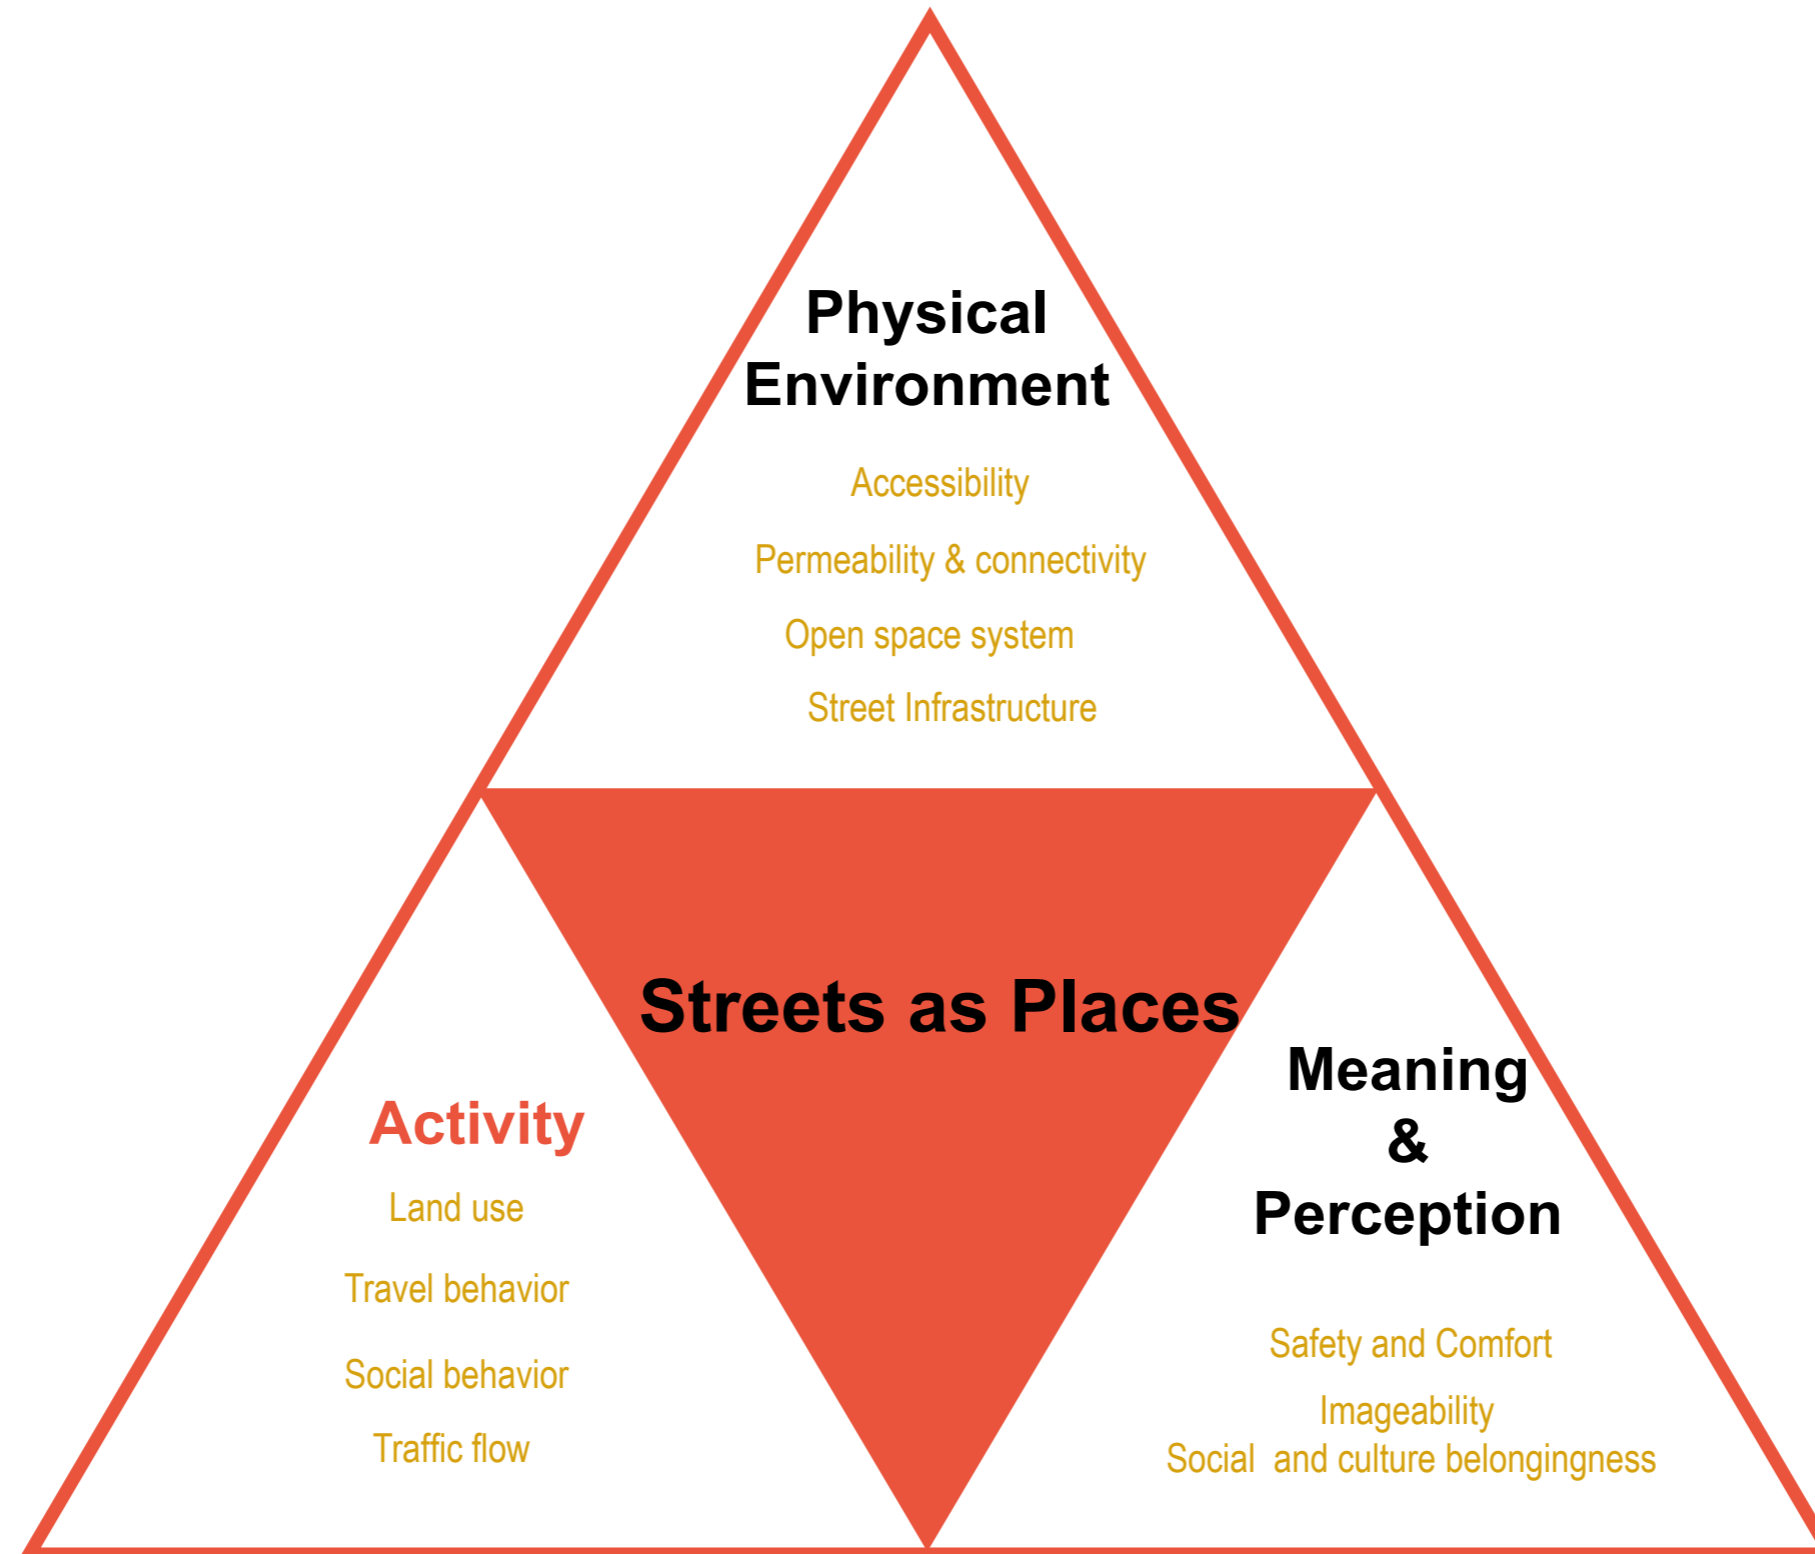 Physical
Environment
Accessibility
Permeability & connectivity
Open space system
Street Infrastructure
Streets as Places
Activity
Land use
Travel behavior
Social behavior
Traffic flow
Meaning
&
Perception
Safety and Comfort
Imageability
Social  and culture belongingness